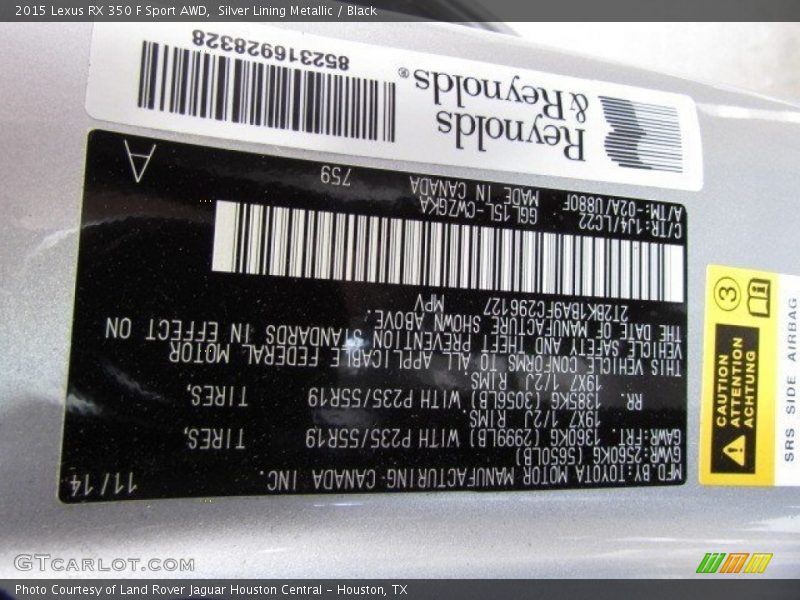 2015 Lexus RX 350 F Sport AWD, Silver Lining Metallic / Black
852316928328
Reynolds
& Reynolds
Reynolds®
MFD.BY:TOYOTA MOTOR MANUFACTURING CANADA INC. 11/14
GVWR:2560KG (5650LB)
GAWR:FRT. 1360KG (2999LB) WITH P235/55R19 TIRES,
19X7 1/2J RIMS
RR. 1385KG (3056LB) WITH P235/55R19 TIRES,
19X7 1/2J RIMS
THIS VEHICLE CONFORMS TO ALL APPLICABLE FEDERAL MOTOR
VEHICLE SAFETY AND THEFT PREVENTION STANDARDS IN EFFECT ON
THE DATE OF MANUFACTURE SHOWN ABOVE.
2T2BK1BA9FC296127 MPV
C/TR:1J4/LC22 GGL15L-CWZGKA
A/TM:-02A/U880F MADE IN CANADA 759
A
3
CAUTION
ATTENTION
ACHTUNG
SRS SIDE AIRBAG
GTCARLOT.COM
Photo Courtesy of Land Rover Jaguar Houston Central - Houston, TX